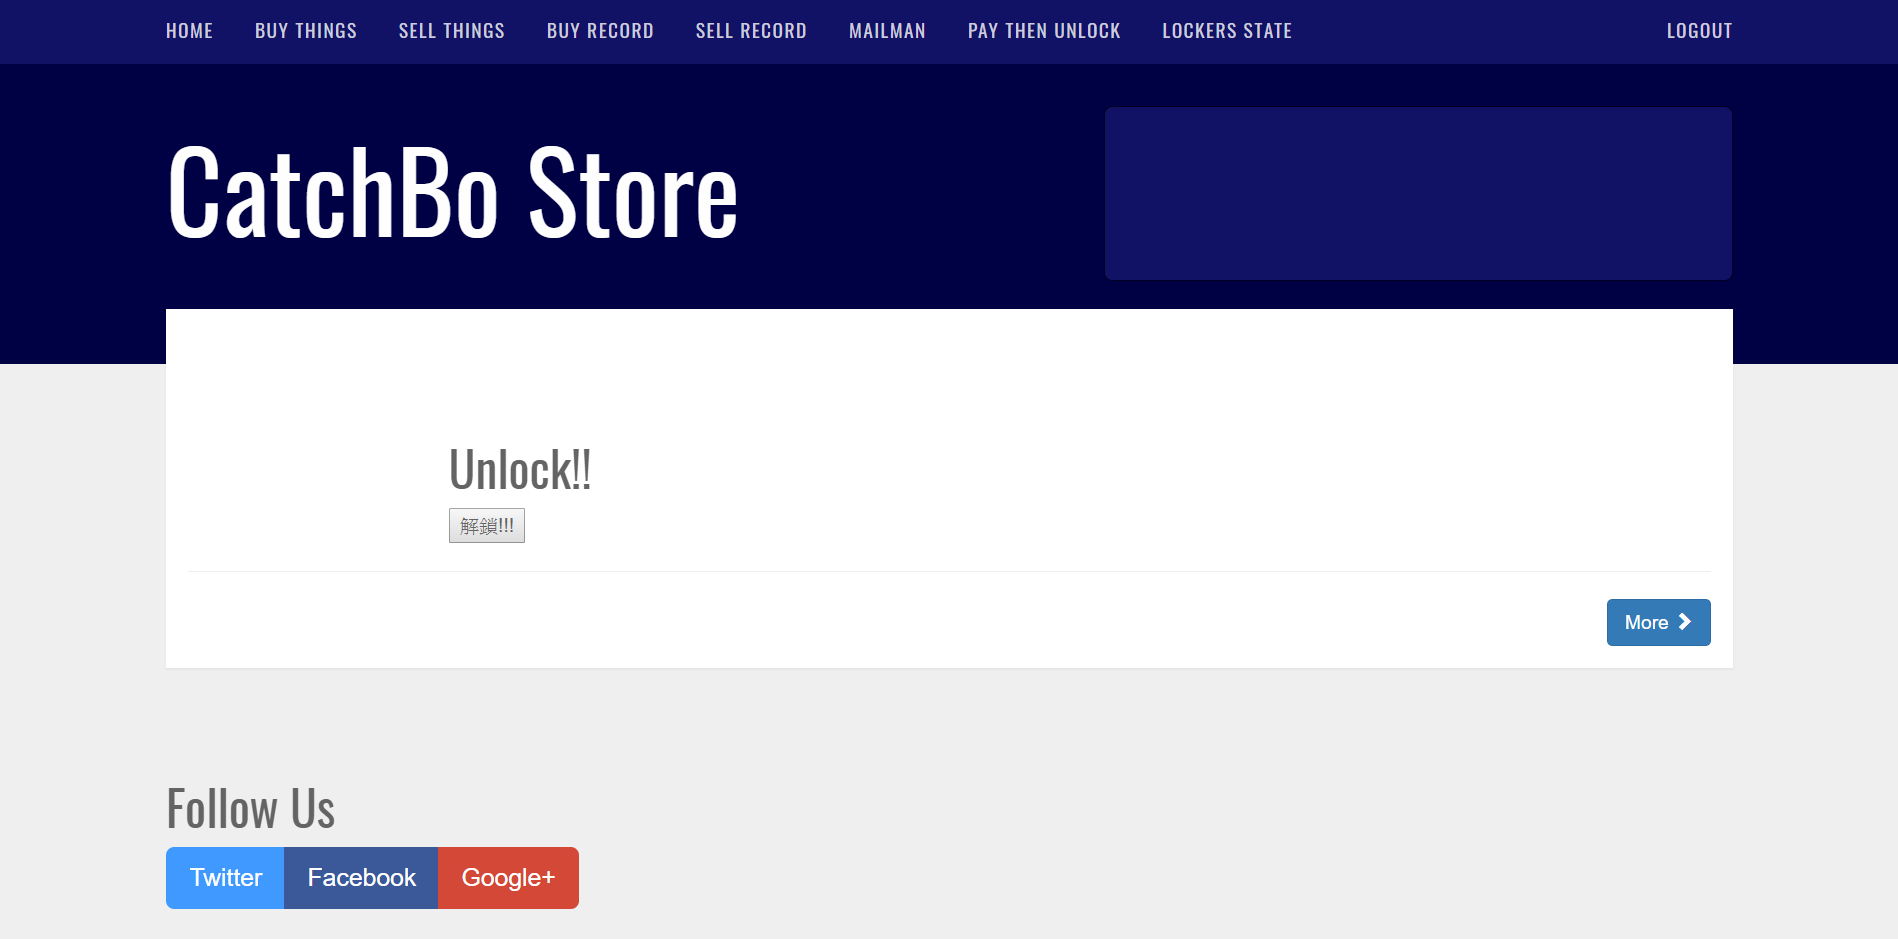 HOME BUY THINGS SELL THINGS BUY RECORD SELL RECORD MAILMAN PAY THEN UNLOCK LOCKERS STATE LOGOUT
CatchBo Store
Unlock!!
解鎖!!!
More
Follow Us
Twitter Facebook Google+